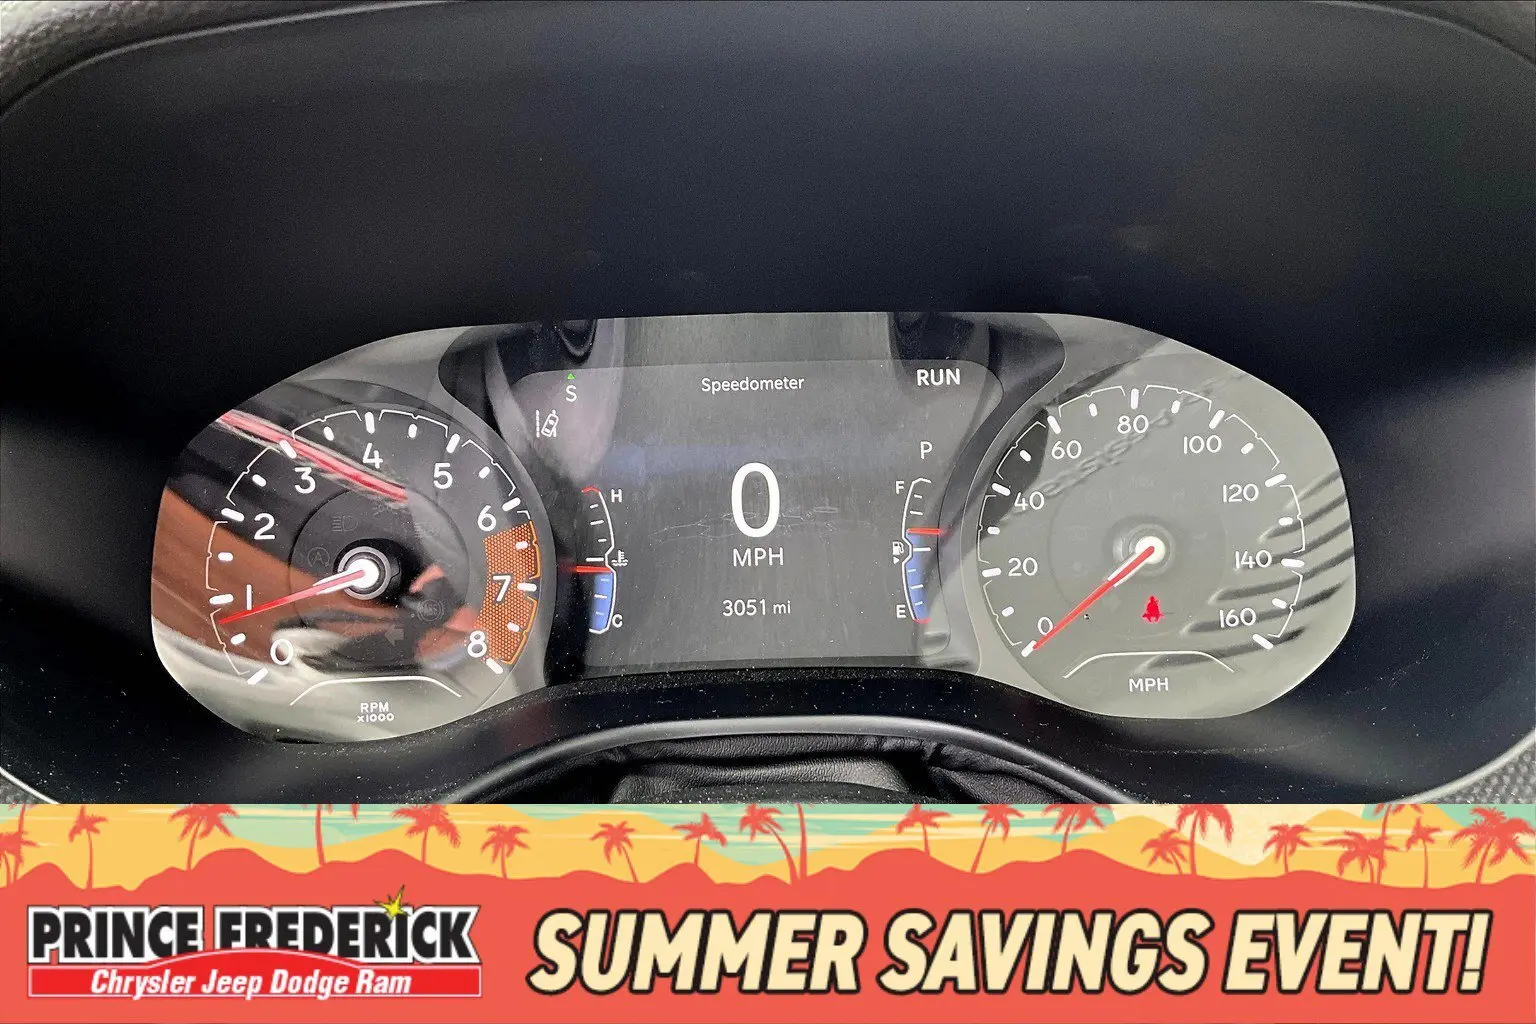 Speedometer
RUN
S
P
0
MPH
3051 mi
H
C
F
E
0
1
2
3
4
5
6
7
8
RPM
x1000
0
20
40
60
80
100
120
140
160
MPH
PRINCE FREDERICK
Chrysler Jeep Dodge Ram
SUMMER SAVINGS EVENT!